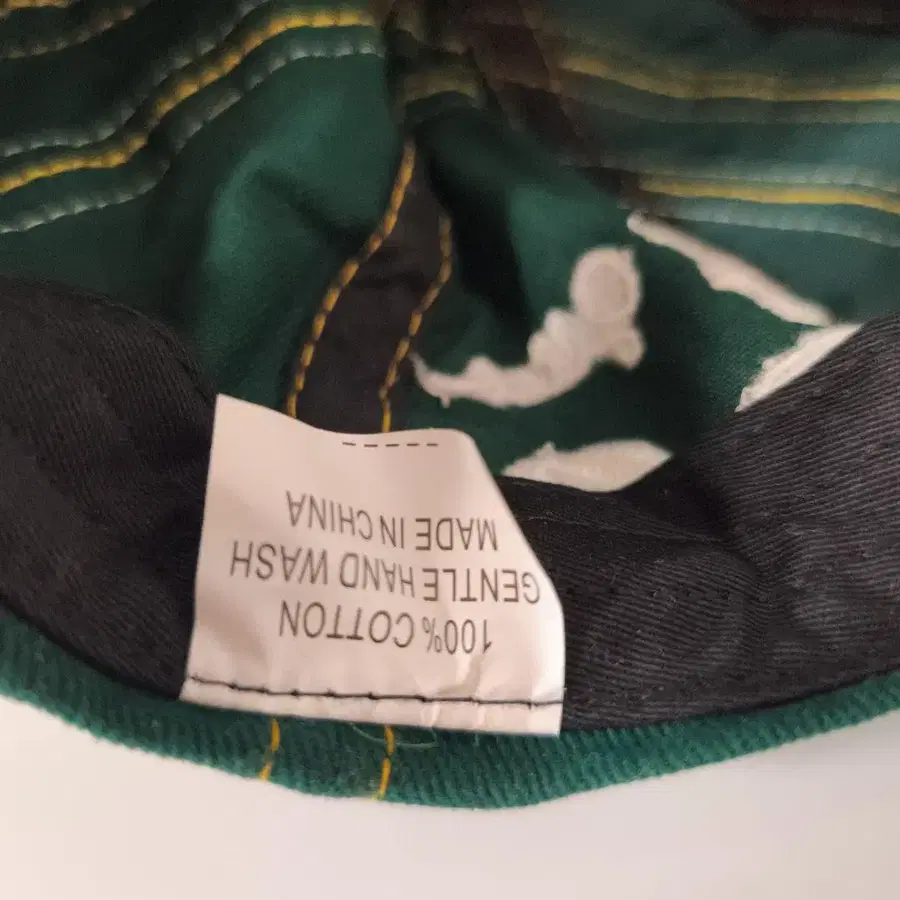 100% COTTON
GENTLE HAND WASH
MADE IN CHINA